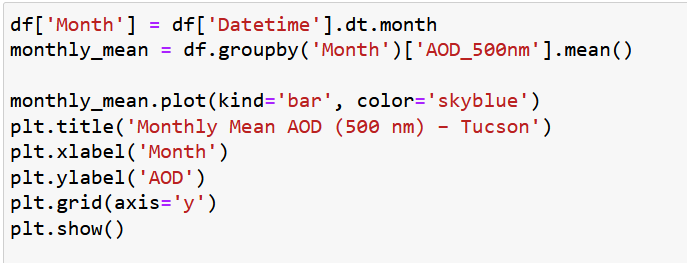 df['Month'] = df['Datetime'].dt.month
monthly_mean = df.groupby('Month')['AOD_500nm'].mean()
monthly_mean.plot(kind='bar', color='skyblue')
plt.title('Monthly Mean AOD (500 nm) – Tucson')
plt.xlabel('Month')
plt.ylabel('AOD')
plt.grid(axis='y')
plt.show()